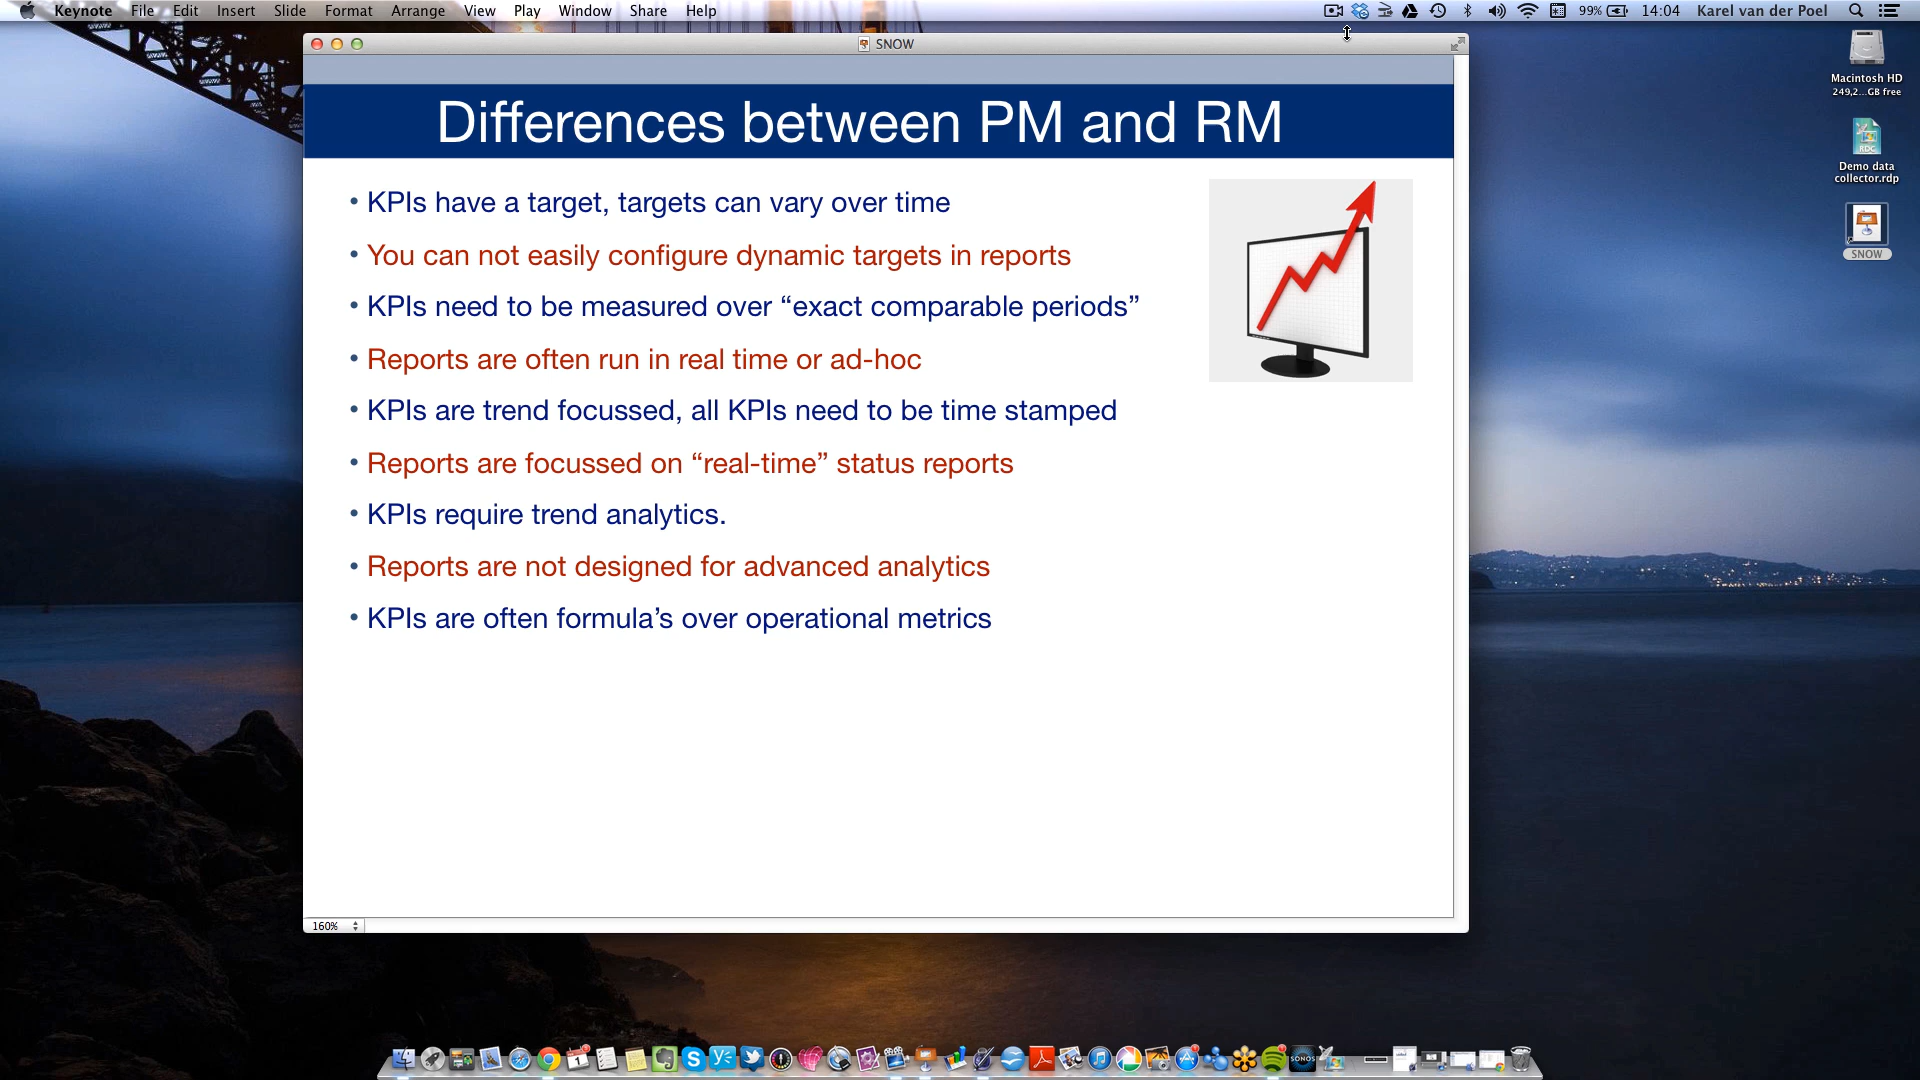 Keynote File Edit Insert Slide Format Arrange View Play Window Share Help 99% 14:04 Karel van der Poel
SNOW
Differences between PM and RM
• KPIs have a target, targets can vary over time
• You can not easily configure dynamic targets in reports
• KPIs need to be measured over “exact comparable periods”
• Reports are often run in real time or ad-hoc
• KPIs are trend focussed, all KPIs need to be time stamped
• Reports are focussed on “real-time” status reports
• KPIs require trend analytics.
• Reports are not designed for advanced analytics
• KPIs are often formula’s over operational metrics
160%
Macintosh HD
249,2...GB free
RDC
Demo data
collector.rdp
SNOW
SONOS